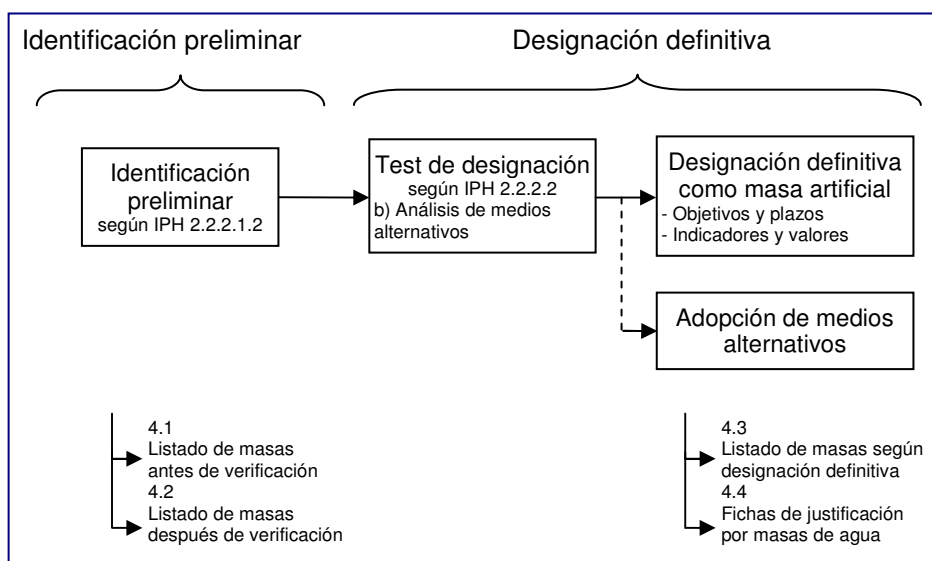 Identificación preliminar
Designación definitiva
Identificación
preliminar
según IPH 2.2.2.1.2
Test de designación
según IPH 2.2.2.2
b) Análisis de medios
alternativos
Designación definitiva
como masa artificial
- Objetivos y plazos
- Indicadores y valores
Adopción de medios
alternativos
4.1
Listado de masas
antes de verificación
4.2
Listado de masas
después de verificación
4.3
Listado de masas según
designación definitiva
4.4
Fichas de justificación
por masas de agua